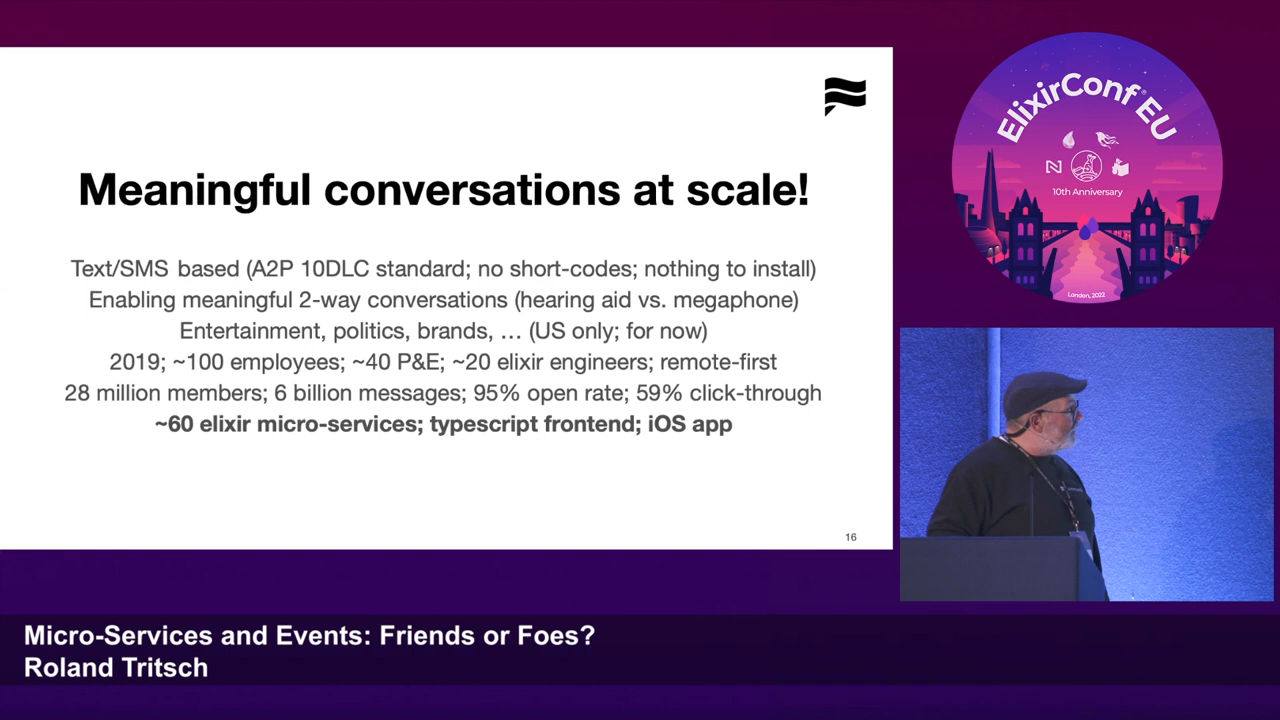 Meaningful conversations at scale!
Text/SMS based (A2P 10DLC standard; no short-codes; nothing to install)
Enabling meaningful 2-way conversations (hearing aid vs. megaphone)
Entertainment, politics, brands, … (US only; for now)
2019; ~100 employees; ~40 P&E; ~20 elixir engineers; remote-first
28 million members; 6 billion messages; 95% open rate; 59% click-through
~60 elixir micro-services; typescript frontend; iOS app
16
ElixirConf® EU
10th Anniversary
London, 2022
Micro-Services and Events: Friends or Foes?
Roland Tritsch